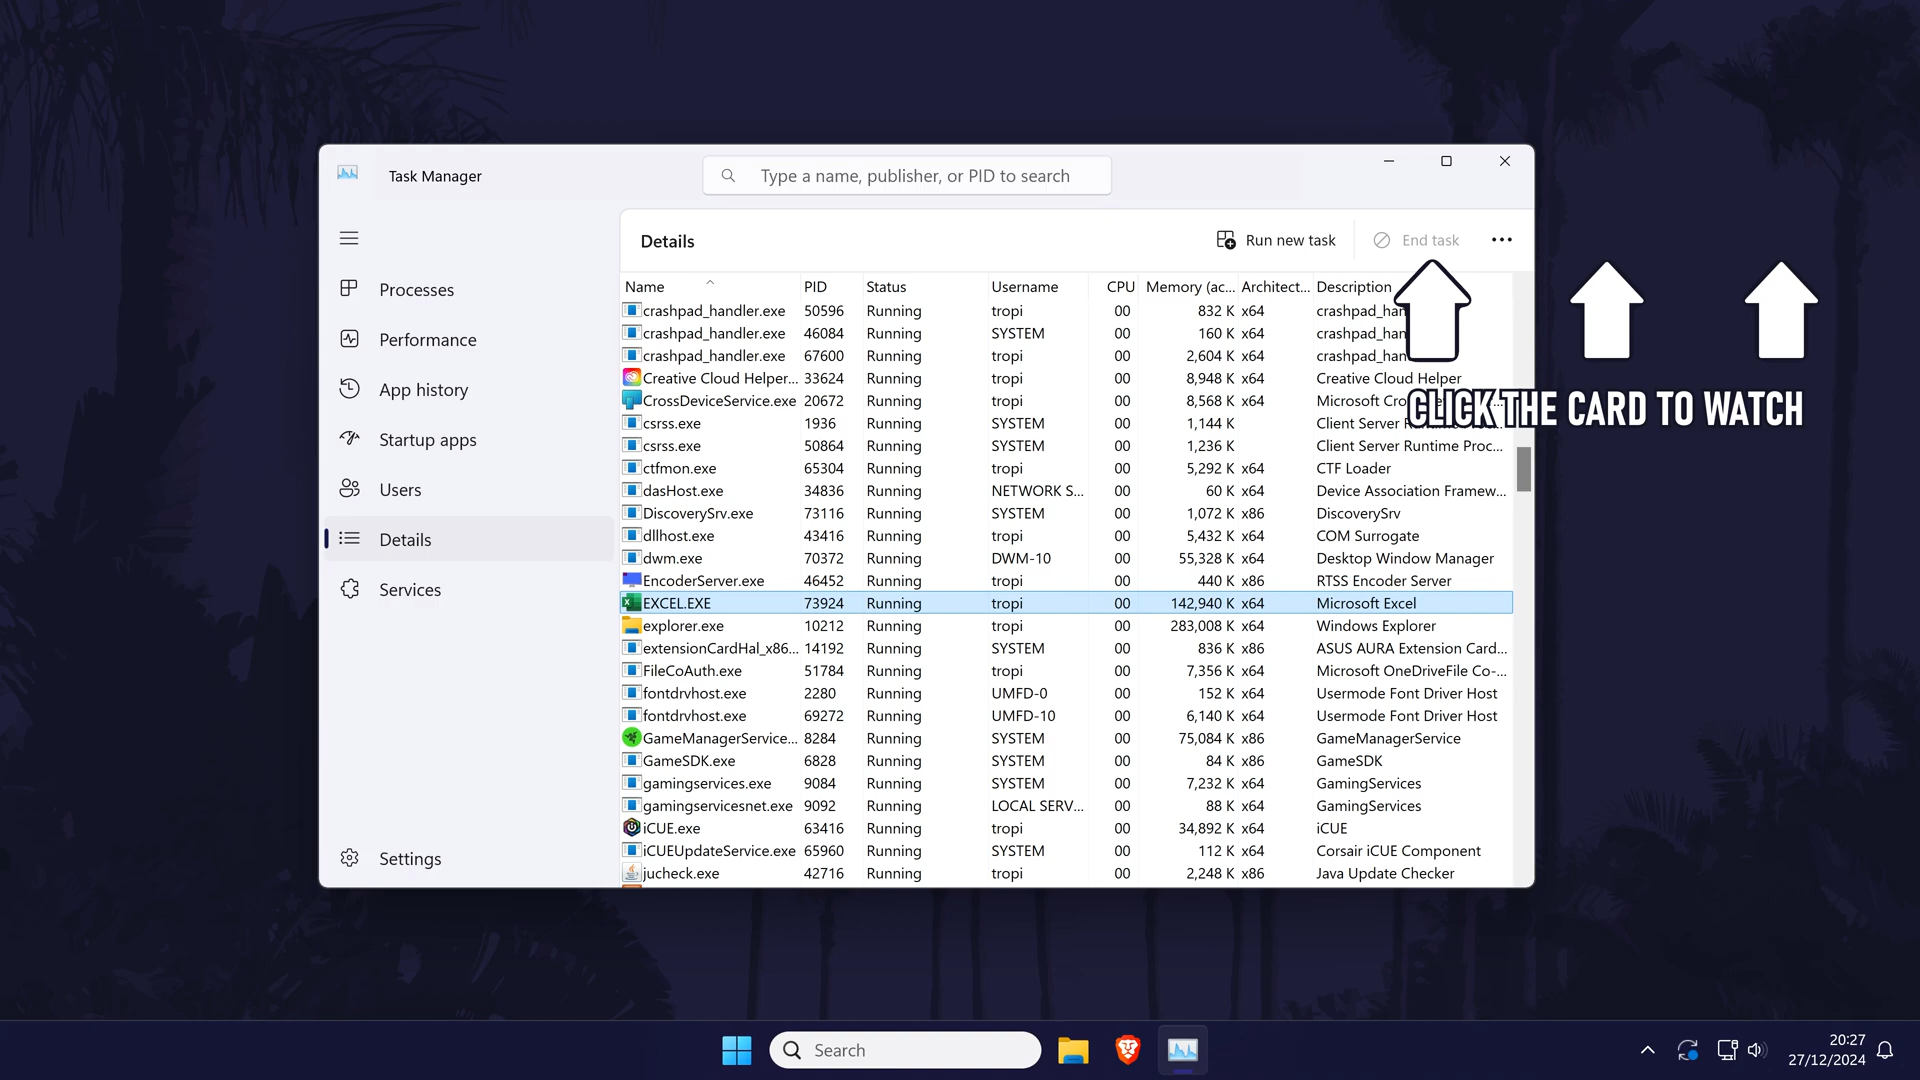 Task Manager
Type a name, publisher, or PID to search
Details
Run new task
End task
Processes
Performance
App history
Startup apps
Users
Details
Services
Settings
Name PID Status Username CPU Memory (ac... Architect... Description
crashpad_handler.exe 50596 Running tropi 00 832 K x64 crashpad_han
crashpad_handler.exe 46084 Running SYSTEM 00 160 K x64 crashpad_han
crashpad_handler.exe 67600 Running tropi 00 2,604 K x64 crashpad_han
Creative Cloud Helper... 33624 Running tropi 00 8,948 K x64 Creative Cloud Helper
CrossDeviceService.exe 20672 Running tropi 00 8,568 K x64 Microsoft Cro
csrss.exe 1936 Running SYSTEM 00 1,144 K Client Server R
csrss.exe 50864 Running SYSTEM 00 1,236 K Client Server Runtime Proc...
ctfmon.exe 65304 Running tropi 00 5,292 K x64 CTF Loader
dasHost.exe 34836 Running NETWORK S... 00 60 K x64 Device Association Framew...
DiscoverySrv.exe 73116 Running SYSTEM 00 1,072 K x86 DiscoverySrv
dllhost.exe 43416 Running tropi 00 5,432 K x64 COM Surrogate
dwm.exe 70372 Running DWM-10 00 55,328 K x64 Desktop Window Manager
EncoderServer.exe 46452 Running tropi 00 440 K x86 RTSS Encoder Server
EXCEL.EXE 73924 Running tropi 00 142,940 K x64 Microsoft Excel
explorer.exe 10212 Running tropi 00 283,008 K x64 Windows Explorer
extensionCardHal_x86... 14192 Running SYSTEM 00 836 K x86 ASUS AURA Extension Card...
FileCoAuth.exe 51784 Running tropi 00 7,356 K x64 Microsoft OneDriveFile Co-...
fontdrvhost.exe 2280 Running UMFD-0 00 152 K x64 Usermode Font Driver Host
fontdrvhost.exe 69272 Running UMFD-10 00 6,140 K x64 Usermode Font Driver Host
GameManagerService... 8284 Running SYSTEM 00 75,084 K x86 GameManagerService
GameSDK.exe 6828 Running SYSTEM 00 84 K x86 GameSDK
gamingservices.exe 9084 Running SYSTEM 00 7,232 K x64 GamingServices
gamingservicesnet.exe 9092 Running LOCAL SERV... 00 88 K x64 GamingServices
iCUE.exe 63416 Running tropi 00 34,892 K x64 iCUE
iCUEUpdateService.exe 65960 Running SYSTEM 00 112 K x64 Corsair iCUE Component
jucheck.exe 42716 Running tropi 00 2,248 K x86 Java Update Checker
CLICK THE CARD TO WATCH
Search
20:27
27/12/2024